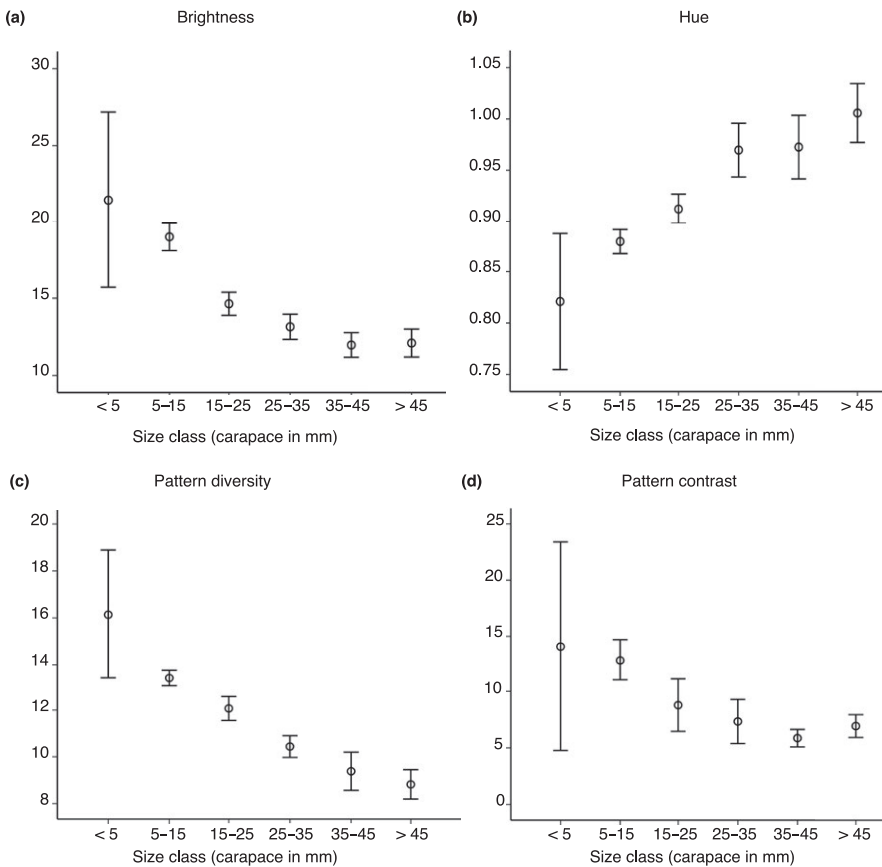 (a) Brightness
30
25
20
15
10
< 5 5–15 15–25 25–35 35–45 > 45
Size class (carapace in mm)
(b) Hue
1.05
1.00
0.95
0.90
0.85
0.80
0.75
< 5 5–15 15–25 25–35 35–45 > 45
Size class (carapace in mm)
(c) Pattern diversity
20
18
16
14
12
10
8
< 5 5–15 15–25 25–35 35–45 > 45
Size class (carapace in mm)
(d) Pattern contrast
25
20
15
10
5
0
< 5 5–15 15–25 25–35 35–45 > 45
Size class (carapace in mm)